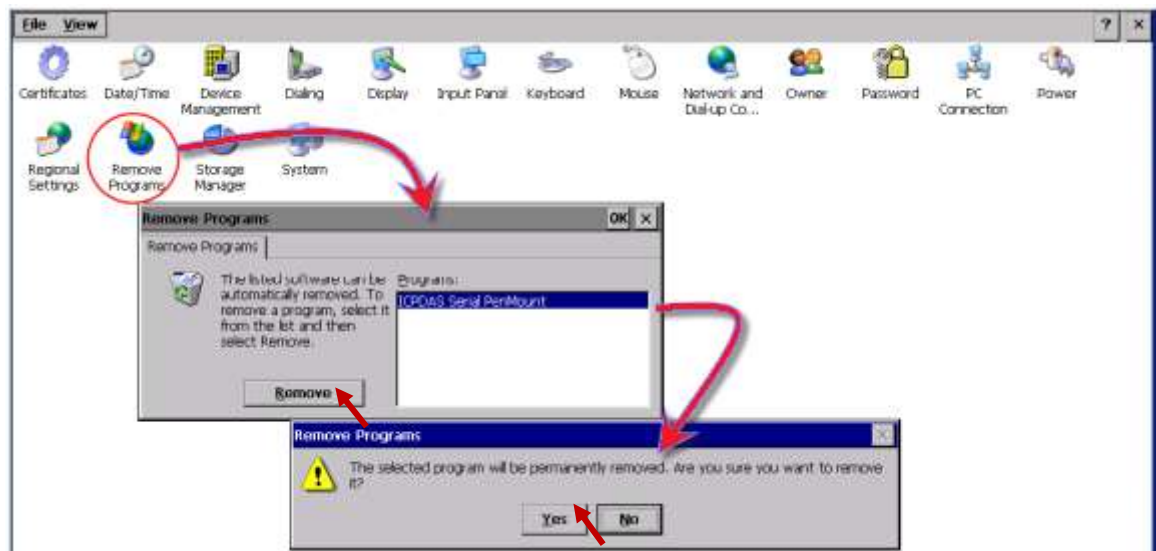 File View ? ×
Certificates Date/Time Device Management Dialing Display Input Panel Keyboard Mouse Network and Dial-up Co... Owner Password PC Connection Power
Regional Settings Remove Programs Storage Manager System
Remove Programs OK ×
Remove Programs
The listed software can be
automatically removed. To
remove a program, select it
from the list and then
select Remove.
Programs:
ICPDAS Serial PenMount
Remove
Remove Programs
The selected program will be permanently removed. Are you sure you want to remove
it?
Yes No